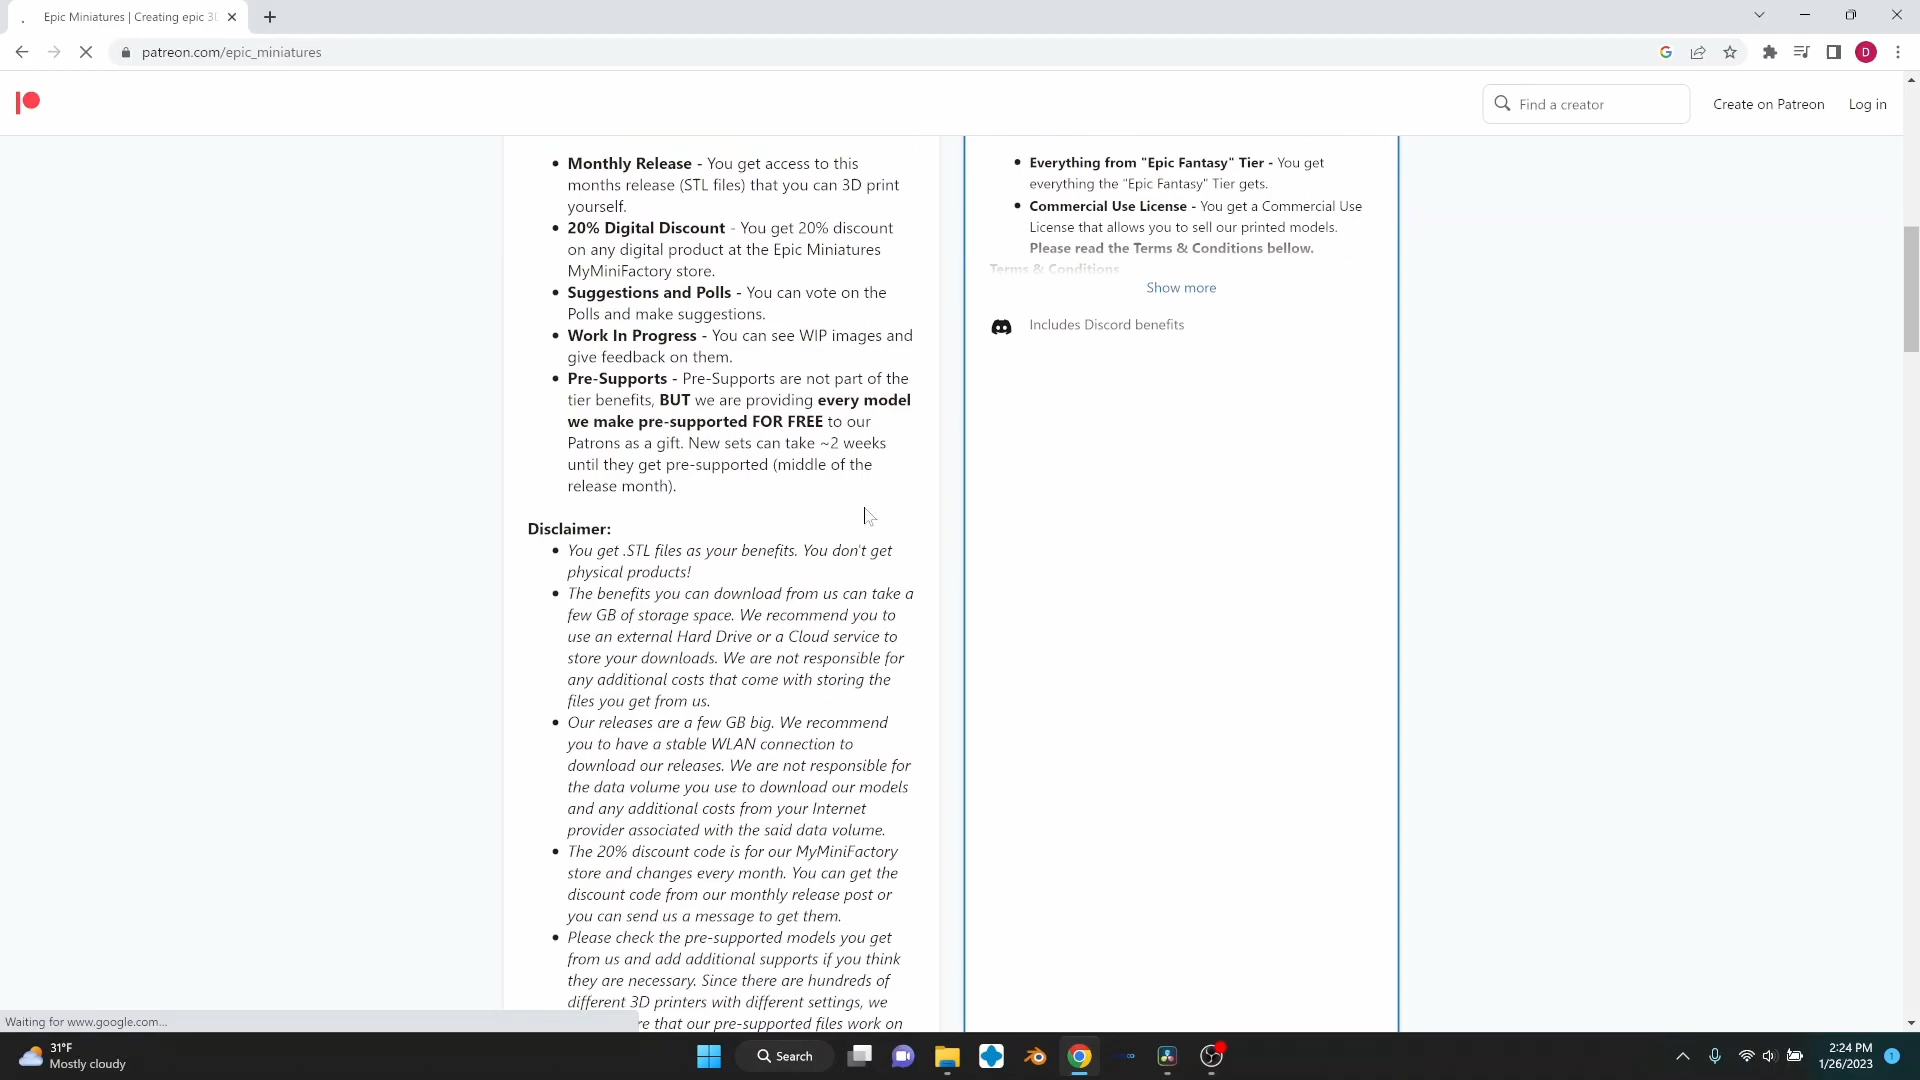 Epic Miniatures | Creating epic 3D
patreon.com/epic_miniatures
D
Find a creator
Create on Patreon
Log in
Monthly Release - You get access to this
months release (STL files) that you can 3D print
yourself.
20% Digital Discount - You get 20% discount
on any digital product at the Epic Miniatures
MyMiniFactory store.
Suggestions and Polls - You can vote on the
Polls and make suggestions.
Work In Progress - You can see WIP images and
give feedback on them.
Pre-Supports - Pre-Supports are not part of the
tier benefits, BUT we are providing every model
we make pre-supported FOR FREE to our
Patrons as a gift. New sets can take ~2 weeks
until they get pre-supported (middle of the
release month).
Disclaimer:
You get .STL files as your benefits. You don't get
physical products!
The benefits you can download from us can take a
few GB of storage space. We recommend you to
use an external Hard Drive or a Cloud service to
store your downloads. We are not responsible for
any additional costs that come with storing the
files you get from us.
Our releases are a few GB big. We recommend
you to have a stable WLAN connection to
download our releases. We are not responsible for
the data volume you use to download our models
and any additional costs from your Internet
provider associated with the said data volume.
The 20% discount code is for our MyMiniFactory
store and changes every month. You can get the
discount code from our monthly release post or
you can send us a message to get them.
Please check the pre-supported models you get
from us and add additional supports if you think
they are necessary. Since there are hundreds of
different 3D printers with different settings, we
re that our pre-supported files work on
Everything from "Epic Fantasy" Tier - You get
everything the "Epic Fantasy" Tier gets.
Commercial Use License - You get a Commercial Use
License that allows you to sell our printed models.
Please read the Terms & Conditions bellow.
Terms & Conditions
Show more
Includes Discord benefits
Waiting for www.google.com...
31°F
Mostly cloudy
Search
2:24 PM
1/26/2023
1